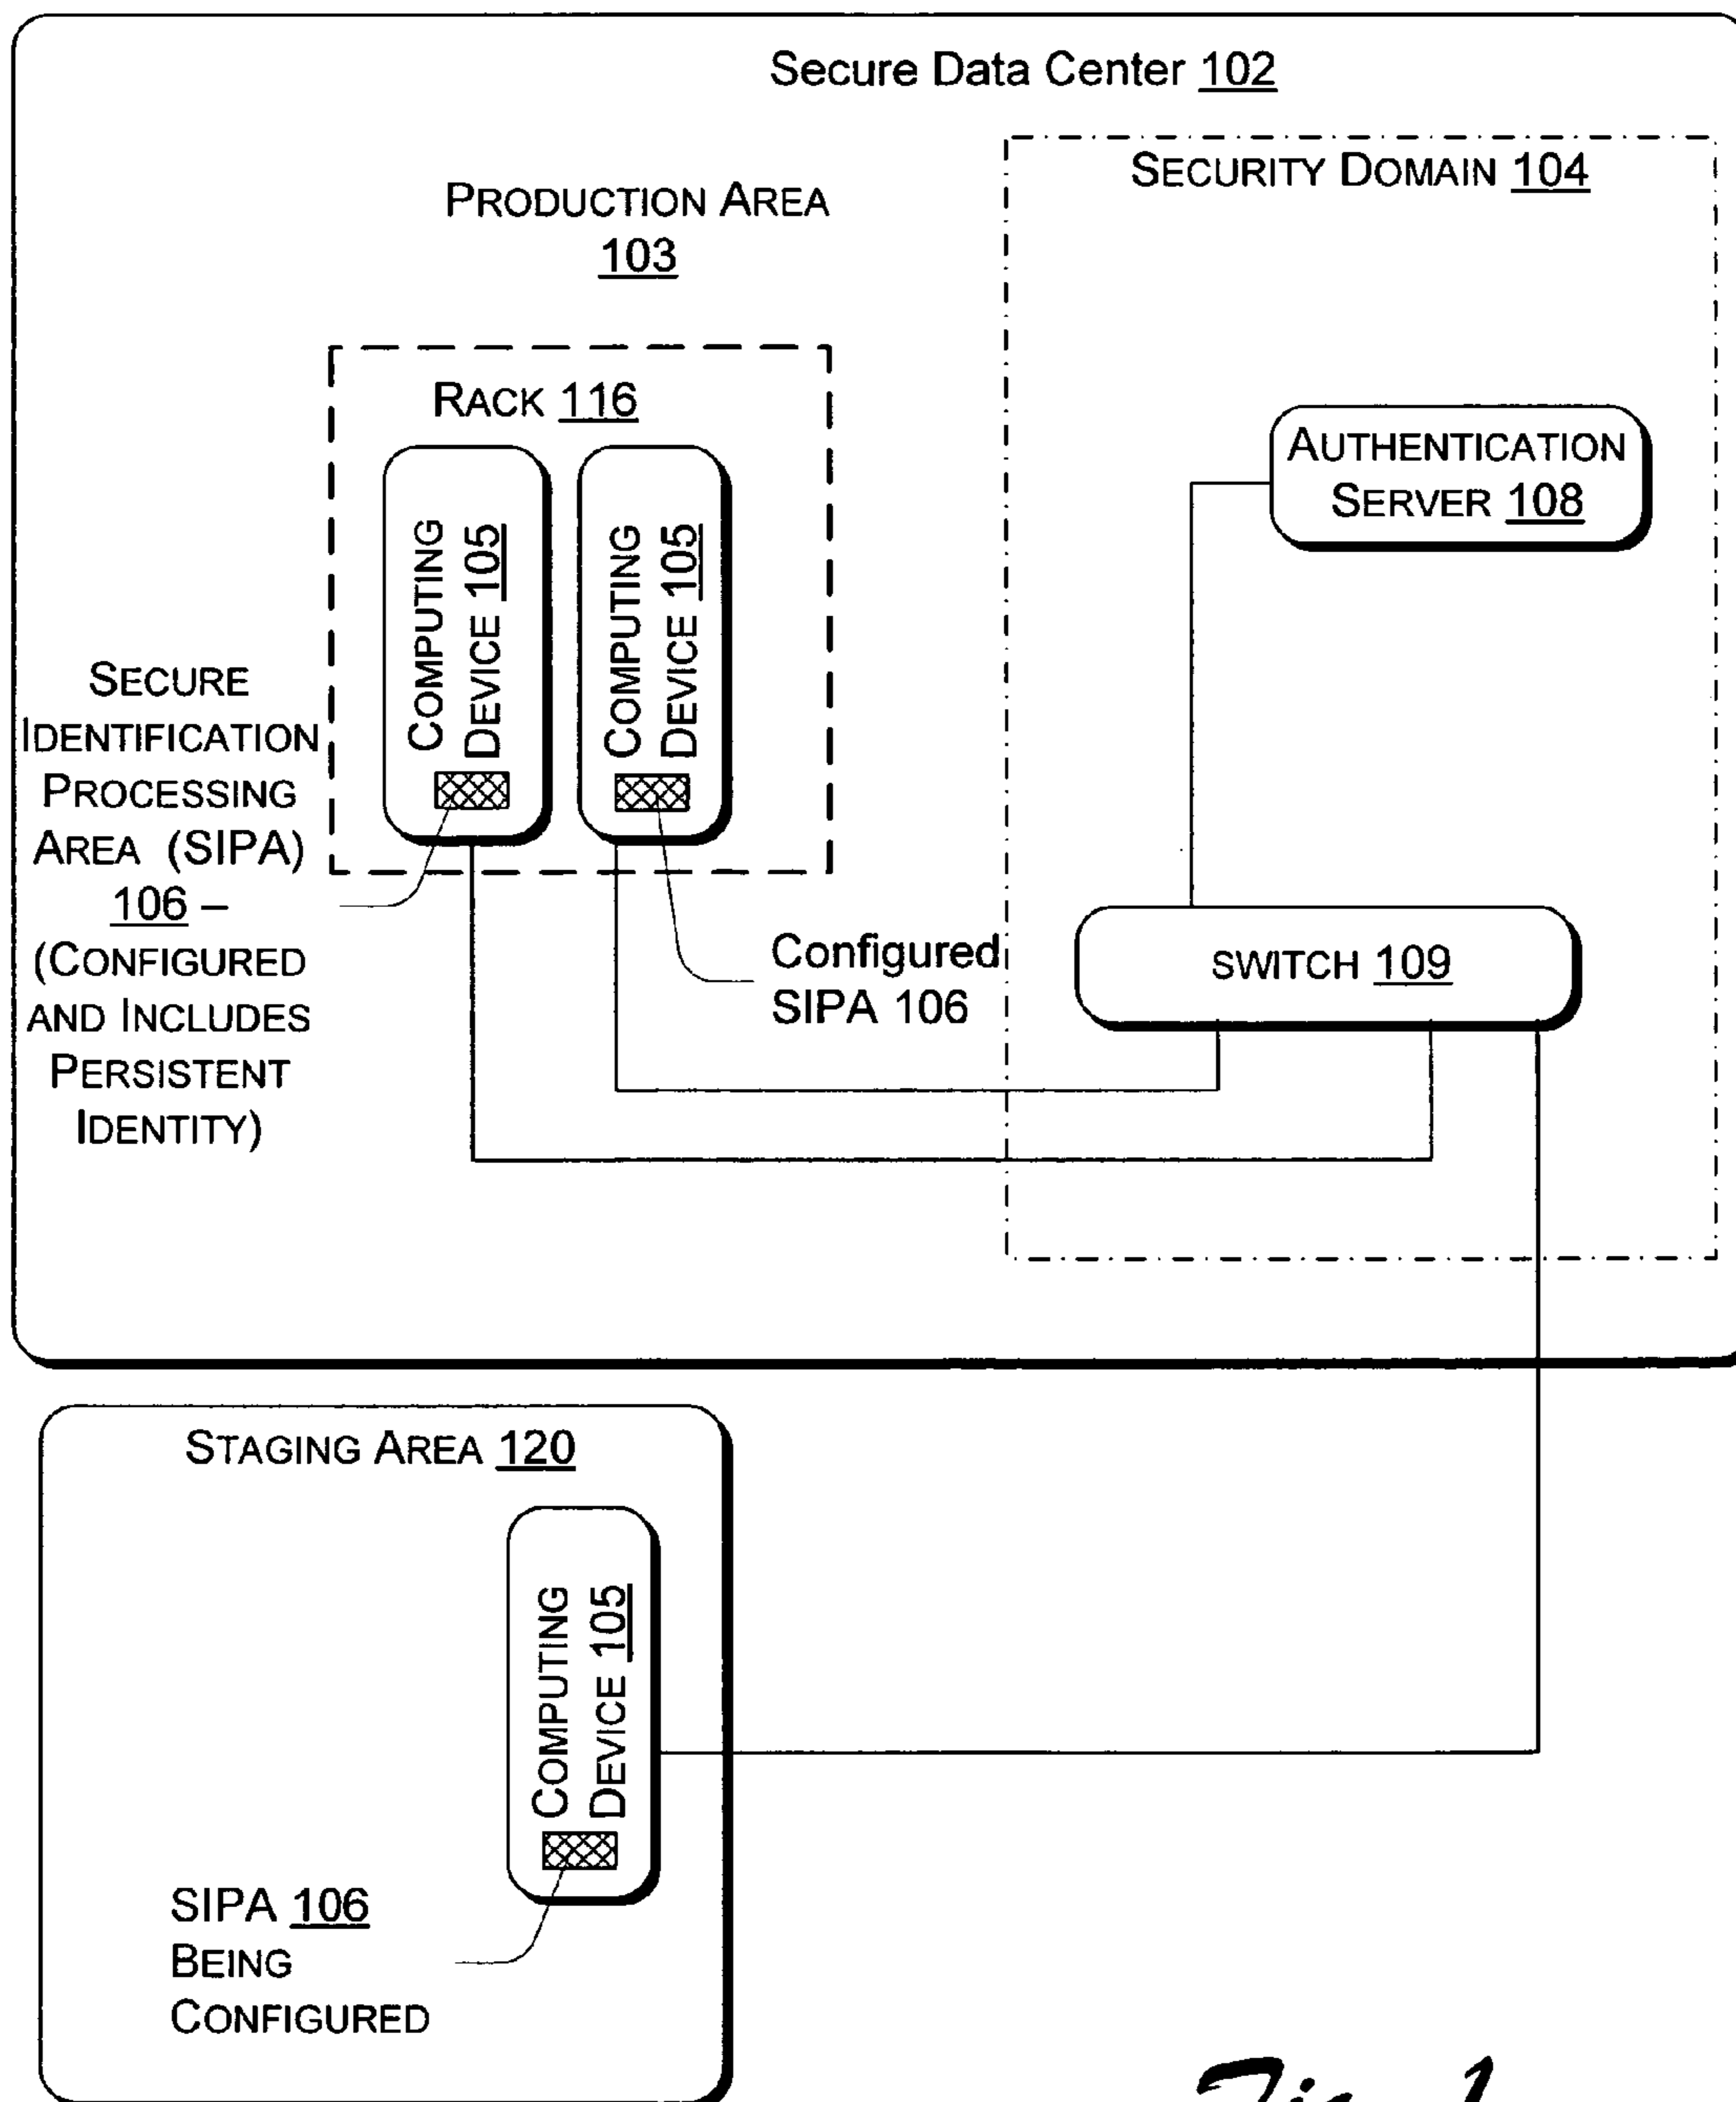 Secure Data Center 102
SECURITY DOMAIN 104
PRODUCTION AREA
103
RACK 116
COMPUTING
DEVICE 105
COMPUTING
DEVICE 105
AUTHENTICATION
SERVER 108
SECURE
IDENTIFICATION
PROCESSING
AREA (SIPA)
106 –
(CONFIGURED
AND INCLUDES
PERSISTENT
IDENTITY)
Configured
SIPA 106
SWITCH 109
STAGING AREA 120
COMPUTING
DEVICE 105
SIPA 106
BEING
CONFIGURED
Fig. 1